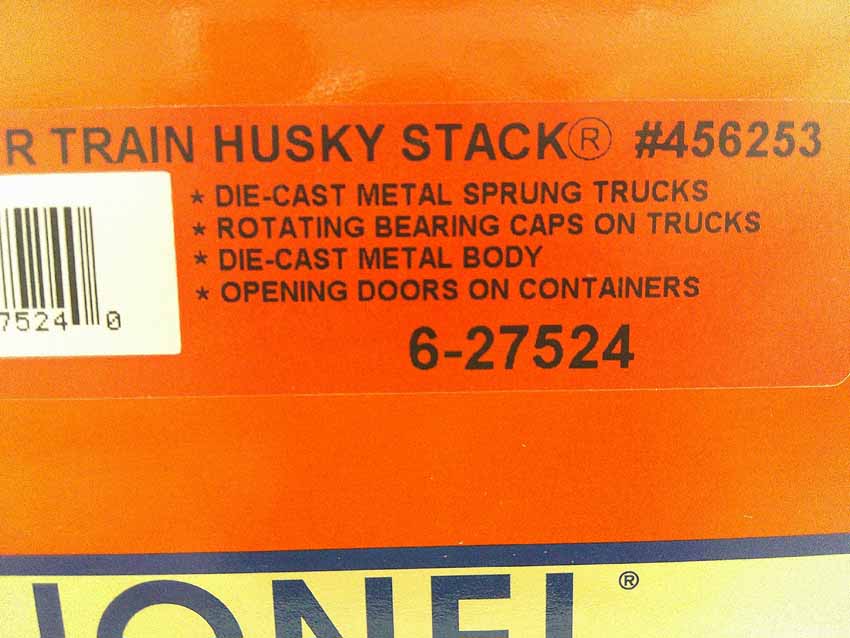 R TRAIN HUSKY STACK® #456253
* DIE-CAST METAL SPRUNG TRUCKS
* ROTATING BEARING CAPS ON TRUCKS
* DIE-CAST METAL BODY
* OPENING DOORS ON CONTAINERS
7524 0
6-27524
IONEL®